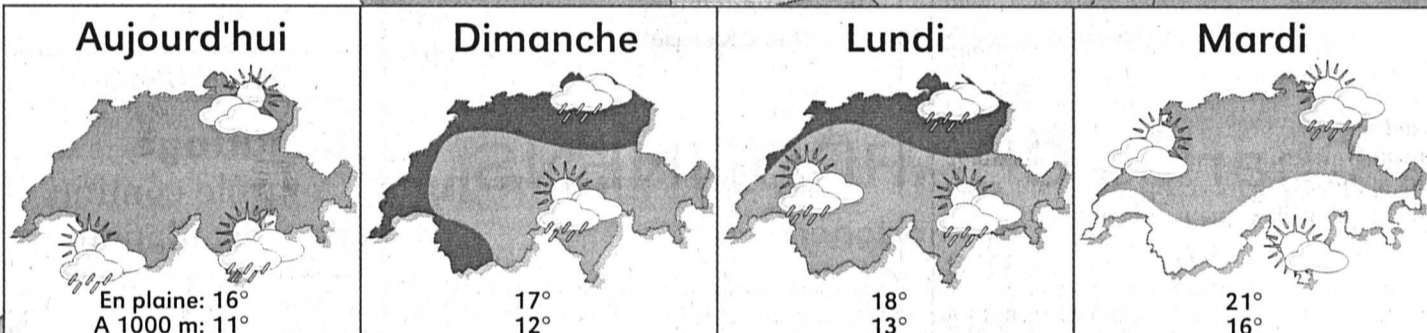 Aujourd'hui
En plaine: 16°
A 1000 m: 11°
Dimanche
17°
12°
Lundi
18°
13°
Mardi
21°
16°